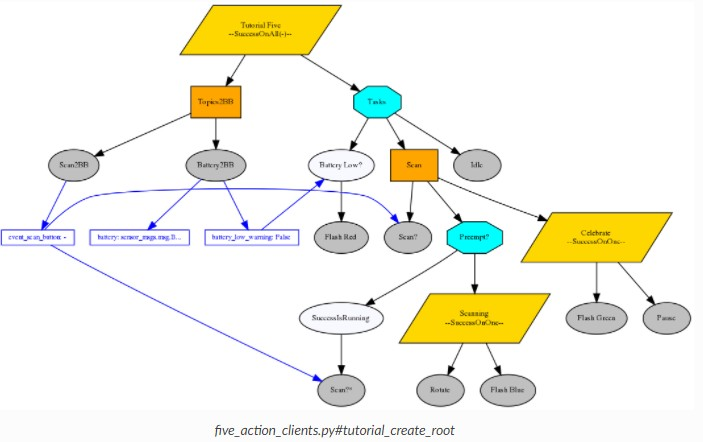 Tutorial Five
--SuccessOnAll(-)--
Topics2BB
Tasks
Scan2BB
Battery2BB
Battery Low?
Scan
Idle
event_scan_button: -
battery: sensor_msgs.msg.B...
battery_low_warning: False
Flash Red
Scan?
Preempt?
Celebrate
--SuccessOnOne--
SuccessIsRunning
Scanning
--SuccessOnOne--
Flash Green
Pause
Scan?*
Rotate
Flash Blue
five_action_clients.py#tutorial_create_root